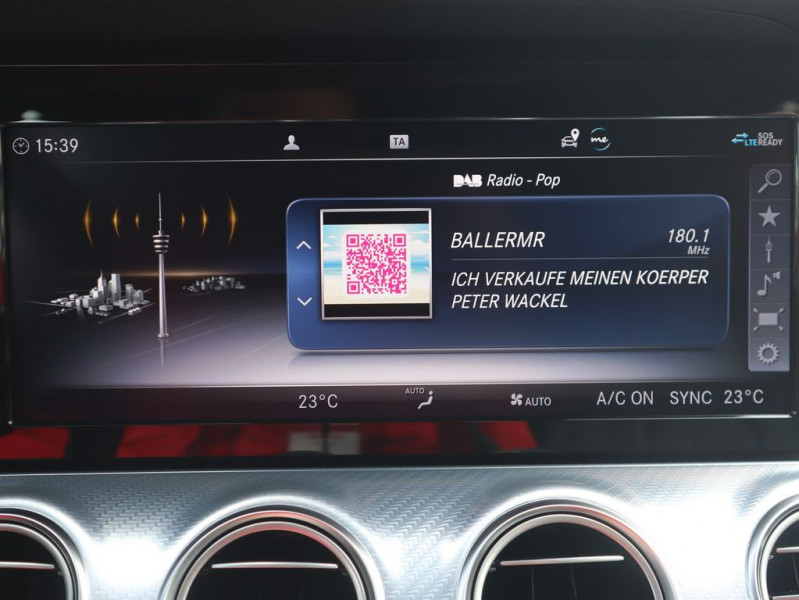 15:39
TA
me
SOS
LTE READY
DAB Radio - Pop
BALLERMR
180.1
MHz
ICH VERKAUFE MEINEN KOERPER
PETER WACKEL
23°C
AUTO
AUTO
A/C ON
SYNC
23°C